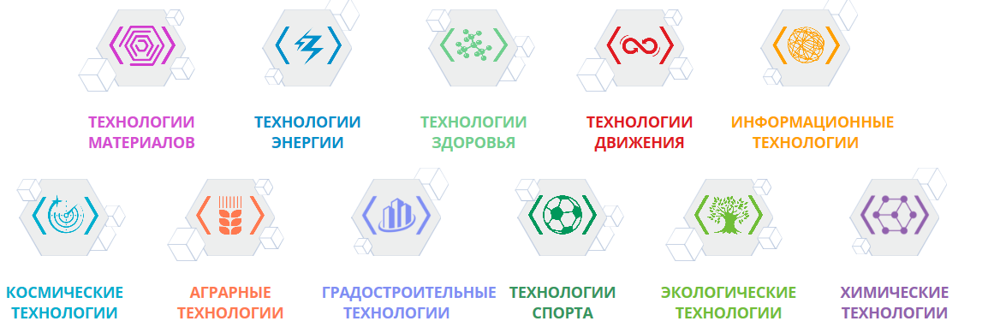 ТЕХНОЛОГИИ
МАТЕРИАЛОВ
ТЕХНОЛОГИИ
ЭНЕРГИИ
ТЕХНОЛОГИИ
ЗДОРОВЬЯ
ТЕХНОЛОГИИ
ДВИЖЕНИЯ
ИНФОРМАЦИОННЫЕ
ТЕХНОЛОГИИ
КОСМИЧЕСКИЕ
ТЕХНОЛОГИИ
АГРАРНЫЕ
ТЕХНОЛОГИИ
ГРАДОСТРОИТЕЛЬНЫЕ
ТЕХНОЛОГИИ
ТЕХНОЛОГИИ
СПОРТА
ЭКОЛОГИЧЕСКИЕ
ТЕХНОЛОГИИ
ХИМИЧЕСКИЕ
ТЕХНОЛОГИИ